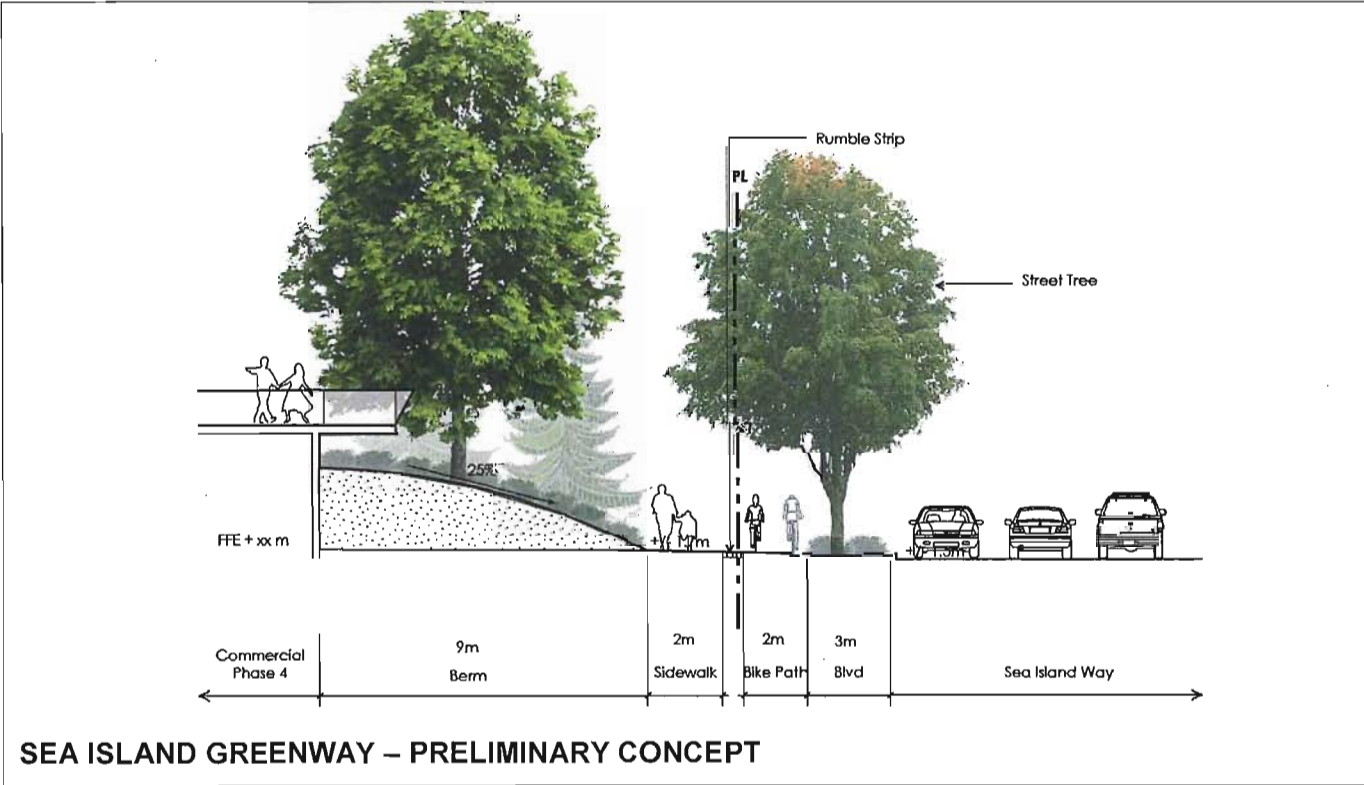 Rumble Strip
PL
Street Tree
25%
FFE + xx m
9m
2m
2m
3m
Commercial
Phase 4
Berm
Sidewalk
Bike Path
Blvd
Sea Island Way
SEA ISLAND GREENWAY – PRELIMINARY CONCEPT